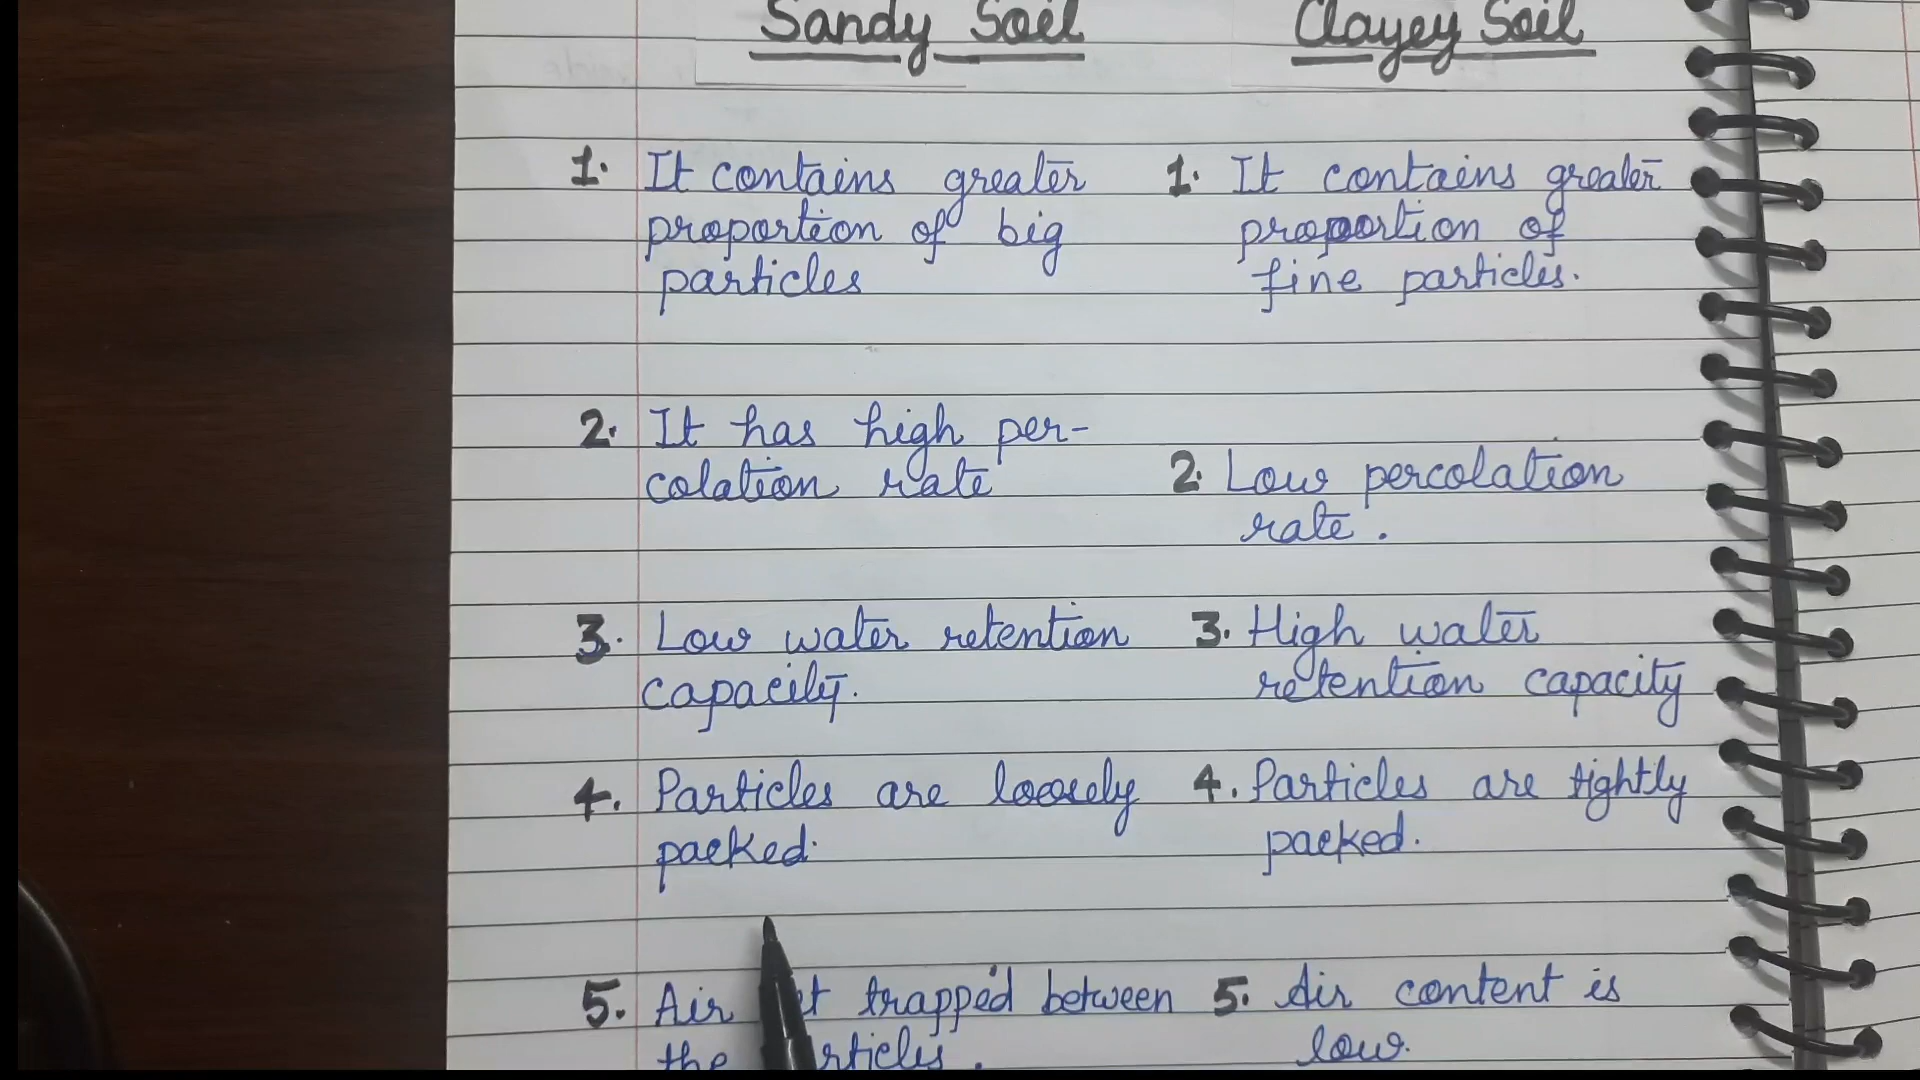 Sandy Soil
Clayey Soil
1. It contains greater
proportion of big
particles
1. It contains greater
proportion of
fine particles.
2. It has high per-
colation rate
2. Low percolation
rate.
3. Low water retention
capacity.
3. High water
retention capacity
4. Particles are loosely
packed.
4. Particles are tightly
packed.
5. Air trapped between
the
5. Air content is
low.